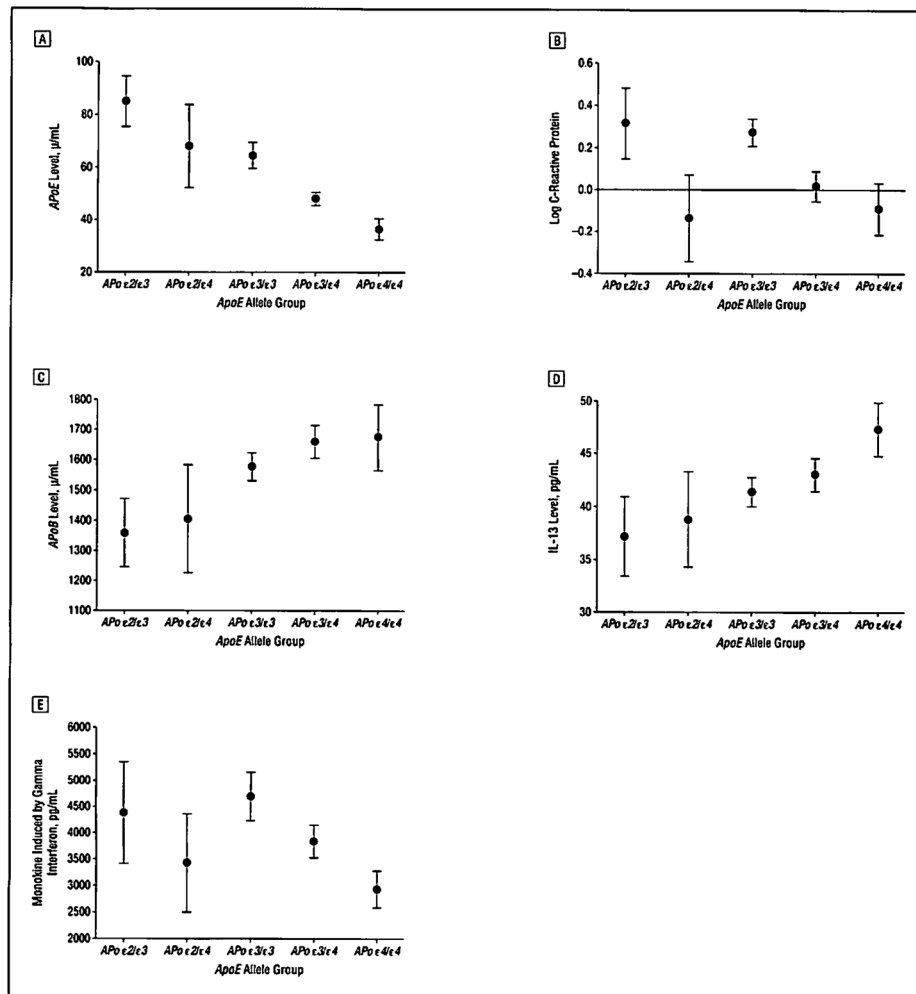 A
100
80
60
40
20
APoE Level, µ/mL
APo ε2/ε3 APo ε2/ε4 APo ε3/ε3 APo ε3/ε4 APo ε4/ε4
ApoE Allele Group
B
0.6
0.4
0.2
0.0
−0.2
−0.4
Log C-Reactive Protein
APo ε2/ε3 APo ε2/ε4 APo ε3/ε3 APo ε3/ε4 APo ε4/ε4
ApoE Allele Group
C
1800
1700
1600
1500
1400
1300
1200
1100
APoB Level, µ/mL
APo ε2/ε3 APo ε2/ε4 APo ε3/ε3 APo ε3/ε4 APo ε4/ε4
ApoE Allele Group
D
50
45
40
35
30
IL-13 Level, pg/mL
APo ε2/ε3 APo ε2/ε4 APo ε3/ε3 APo ε3/ε4 APo ε4/ε4
ApoE Allele Group
E
6000
5500
5000
4500
4000
3500
3000
2500
2000
Monokine Induced by Gamma
Interferon, pg/mL
APo ε2/ε3 APo ε2/ε4 APo ε3/ε3 APo ε3/ε4 APo ε4/ε4
ApoE Allele Group